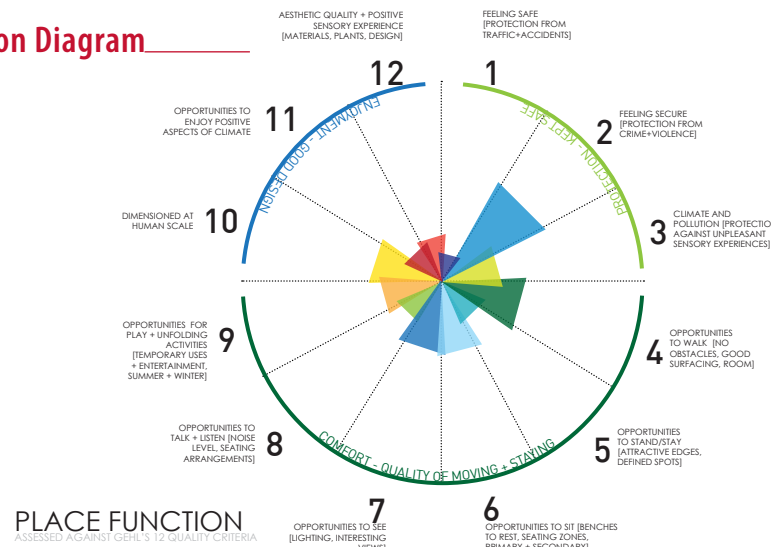 on Diagram
AESTHETIC QUALITY + POSITIVE
SENSORY EXPERIENCE
[MATERIALS, PLANTS, DESIGN]
12
FEELING SAFE
[PROTECTION FROM
TRAFFIC+ACCIDENTS]
1
2
FEELING SECURE
[PROTECTION FROM
CRIME+VIOLENCE]
3
CLIMATE AND
POLLUTION [PROTECTIO
AGAINST UNPLEASANT
SENSORY EXPERIENCES]
4
OPPORTUNITIES
TO WALK [NO
OBSTACLES, GOOD
SURFACING, ROOM]
5
OPPORTUNITIES
TO STAND/STAY
[ATTRACTIVE EDGES,
DEFINED SPOTS]
6
OPPORTUNITIES TO SIT [BENCHES
TO REST, SEATING ZONES,
PRIMARY + SECONDARY]
7
OPPORTUNITIES TO SEE
[LIGHTING, INTERESTING
VIEWS]
8
OPPORTUNITIES TO
TALK + LISTEN [NOISE
LEVEL, SEATING
ARRANGEMENTS]
9
OPPORTUNITIES FOR
PLAY + UNFOLDING
ACTIVITIES
[TEMPORARY USES
+ ENTERTAINMENT,
SUMMER + WINTER]
10
DIMENSIONED AT
HUMAN SCALE
11
OPPORTUNITIES TO
ENJOY POSITIVE
ASPECTS OF CLIMATE
ENJOYMENT - GOOD DESIGN
PROTECTION - KEPT SAFE
COMFORT - QUALITY OF MOVING + STAYING
PLACE FUNCTION
ASSESSED AGAINST GEHL'S 12 QUALITY CRITERIA